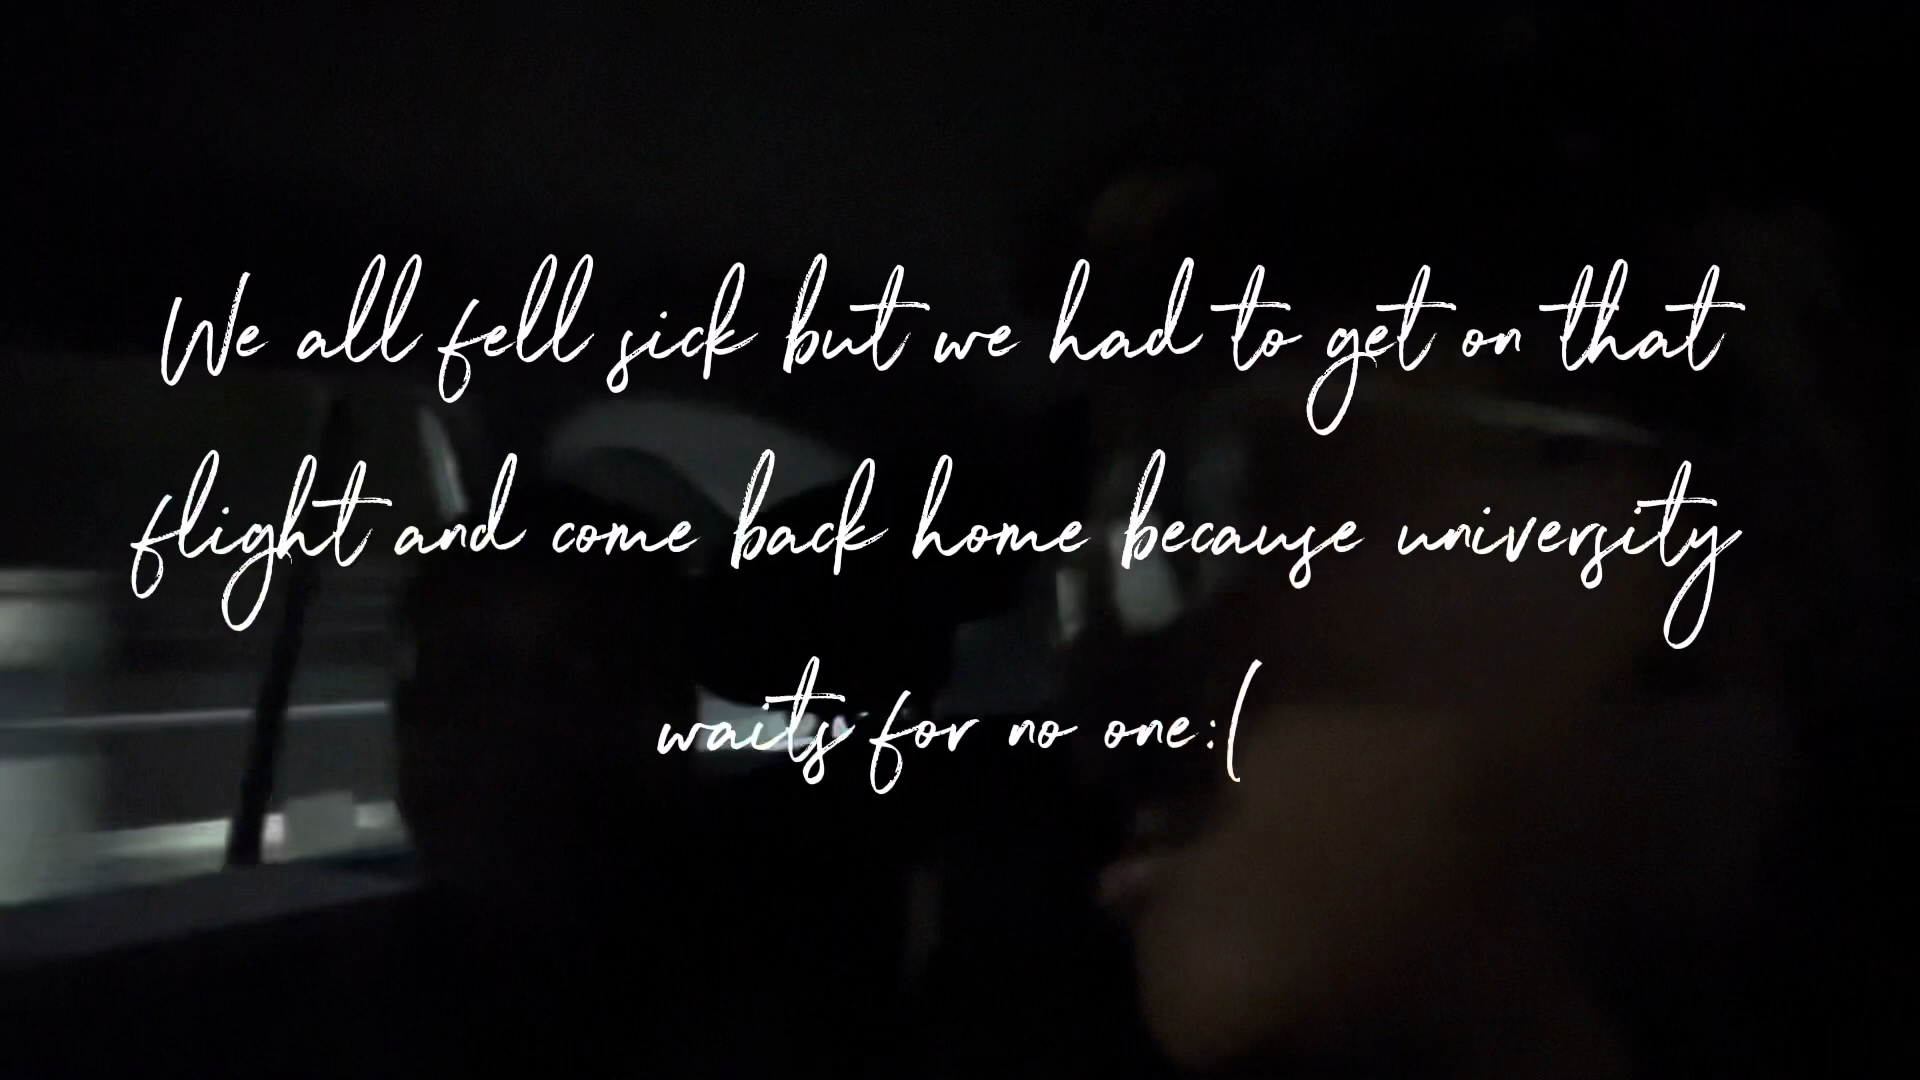 We all fell sick but we had to get on that
flight and come back home because university
waits for no one:(